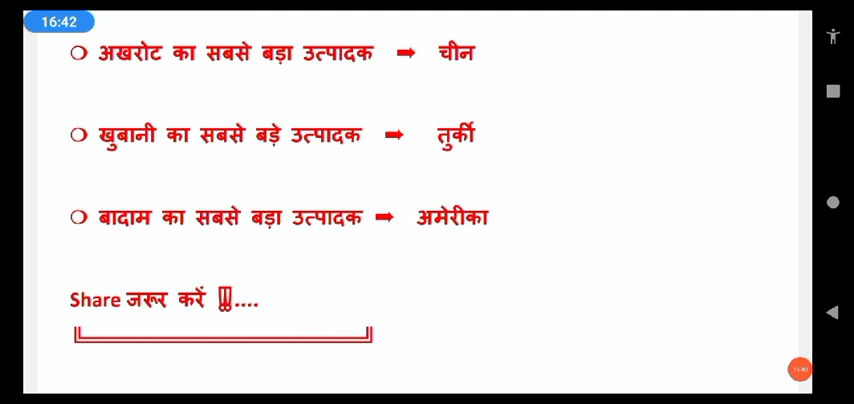 16:42
❍ अखरोट का सबसे बड़ा उत्पादक ➡ चीन
❍ खुबानी का सबसे बड़े उत्पादक ➡ तुर्की
❍ बादाम का सबसे बड़ा उत्पादक ➡ अमेरीका
Share जरूर करें ‼️....